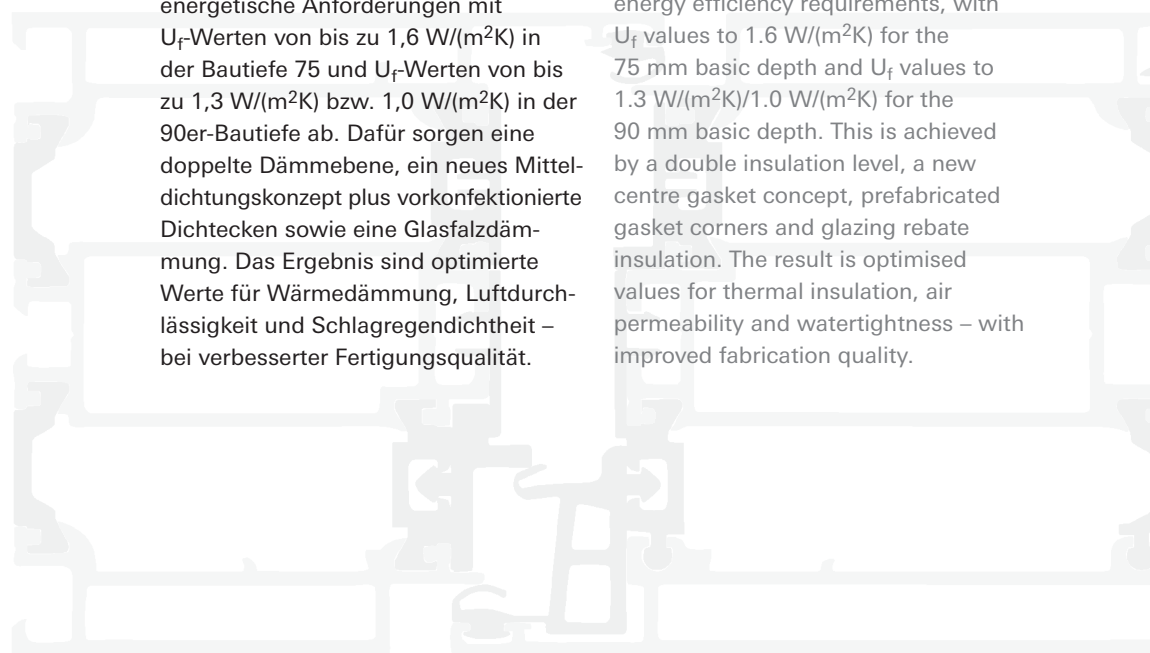 energetische Anforderungen mit
U_f-Werten von bis zu 1,6 W/(m²K) in
der Bautiefe 75 und U_f-Werten von bis
zu 1,3 W/(m²K) bzw. 1,0 W/(m²K) in der
90er-Bautiefe ab. Dafür sorgen eine
doppelte Dämmebene, ein neues Mittel-
dichtungskonzept plus vorkonfektionierte
Dichtecken sowie eine Glasfalzdäm-
mung. Das Ergebnis sind optimierte
Werte für Wärmedämmung, Luftdurch-
lässigkeit und Schlagregendichtheit –
bei verbesserter Fertigungsqualität.
energy efficiency requirements, with
U_f values to 1.6 W/(m²K) for the
75 mm basic depth and U_f values to
1.3 W/(m²K)/1.0 W/(m²K) for the
90 mm basic depth. This is achieved
by a double insulation level, a new
centre gasket concept, prefabricated
gasket corners and glazing rebate
insulation. The result is optimised
values for thermal insulation, air
permeability and watertightness – with
improved fabrication quality.